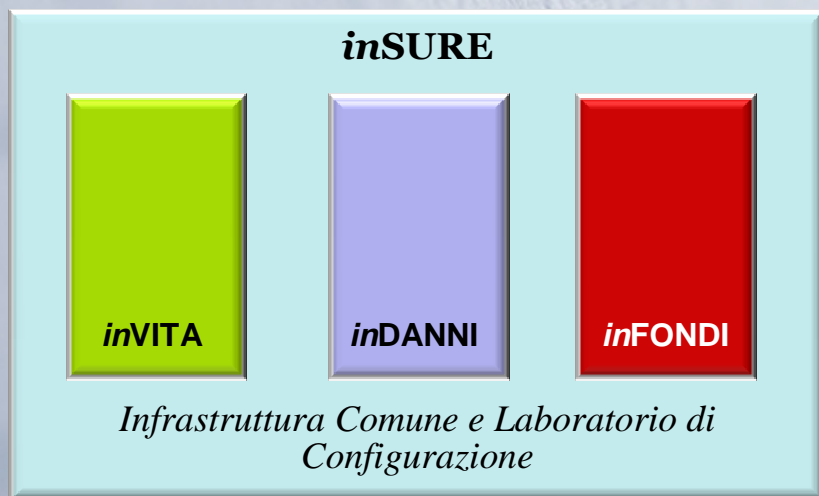 inSURE
inVITA
inDANNI
inFONDI
Infrastruttura Comune e Laboratorio di
Configurazione